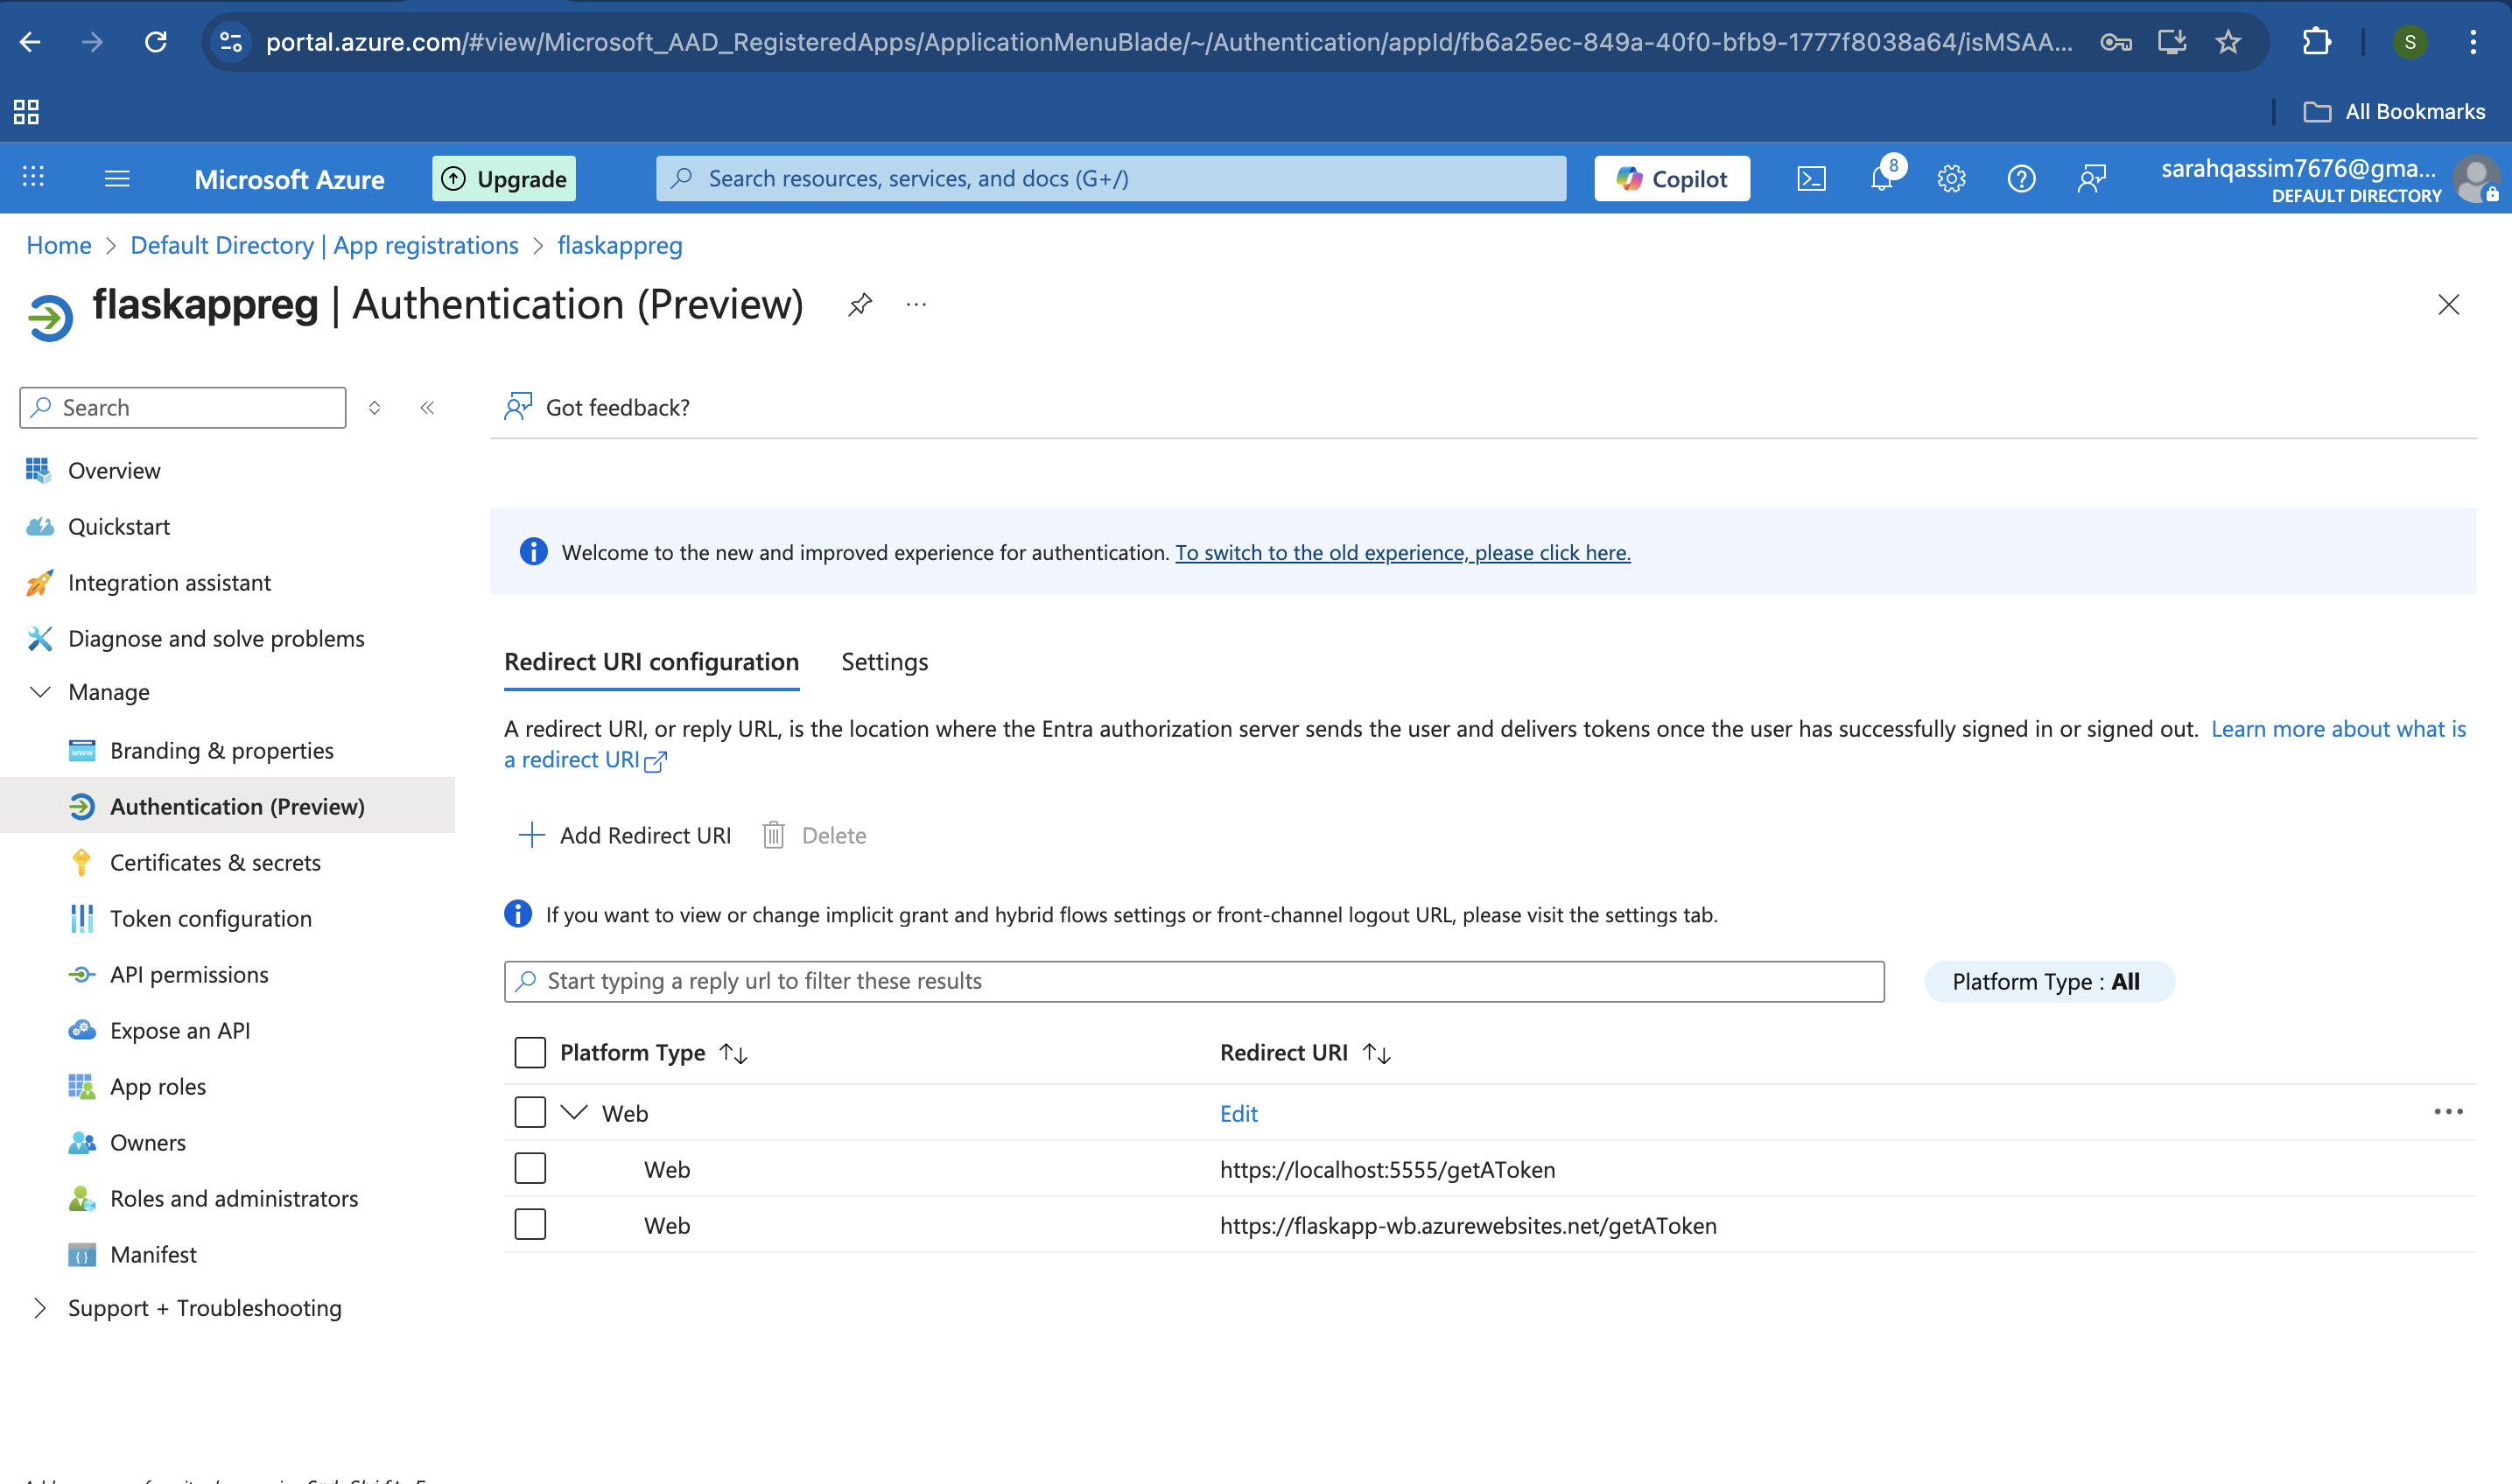 portal.azure.com/#view/Microsoft_AAD_RegisteredApps/ApplicationMenuBlade/~/Authentication/appId/fb6a25ec-849a-40f0-bfb9-1777f8038a64/isMSAA...
S
All Bookmarks
Microsoft Azure
Upgrade
Search resources, services, and docs (G+/)
Copilot
8
sarahqassim7676@gma...
DEFAULT DIRECTORY
Home > Default Directory | App registrations > flaskappreg
flaskappreg | Authentication (Preview)
Search
Got feedback?
Overview
Quickstart
Integration assistant
Diagnose and solve problems
Manage
Branding & properties
Authentication (Preview)
Certificates & secrets
Token configuration
API permissions
Expose an API
App roles
Owners
Roles and administrators
Manifest
Support + Troubleshooting
Welcome to the new and improved experience for authentication. To switch to the old experience, please click here.
Redirect URI configuration
Settings
A redirect URI, or reply URL, is the location where the Entra authorization server sends the user and delivers tokens once the user has successfully signed in or signed out. Learn more about what is
a redirect URI
Add Redirect URI
Delete
If you want to view or change implicit grant and hybrid flows settings or front-channel logout URL, please visit the settings tab.
Start typing a reply url to filter these results
Platform Type : All
Platform Type
Redirect URI
Web
Edit
Web
https://localhost:5555/getAToken
Web
https://flaskapp-wb.azurewebsites.net/getAToken